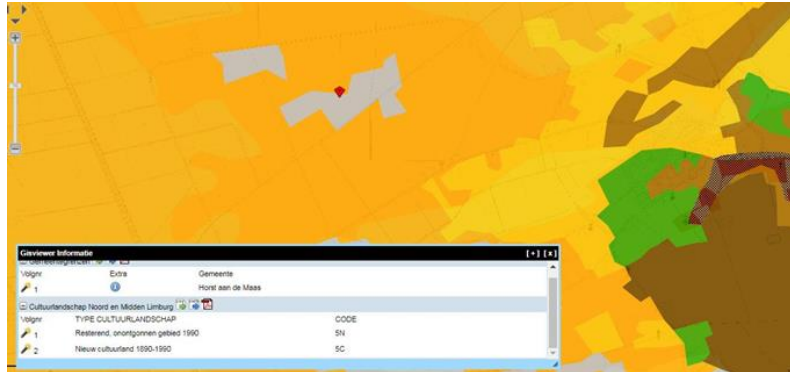 Gisviewer Informatie [+] [x]
Gemeentegrenzen
Volgnr Extra Gemeente
1 Horst aan de Maas
Cultuurlandschap Noord en Midden Limburg
Volgnr TYPE CULTUURLANDSCHAP CODE
1 Resterend, onontgonnen gebied 1990 5N
2 Nieuw cultuurland 1890-1990 5C